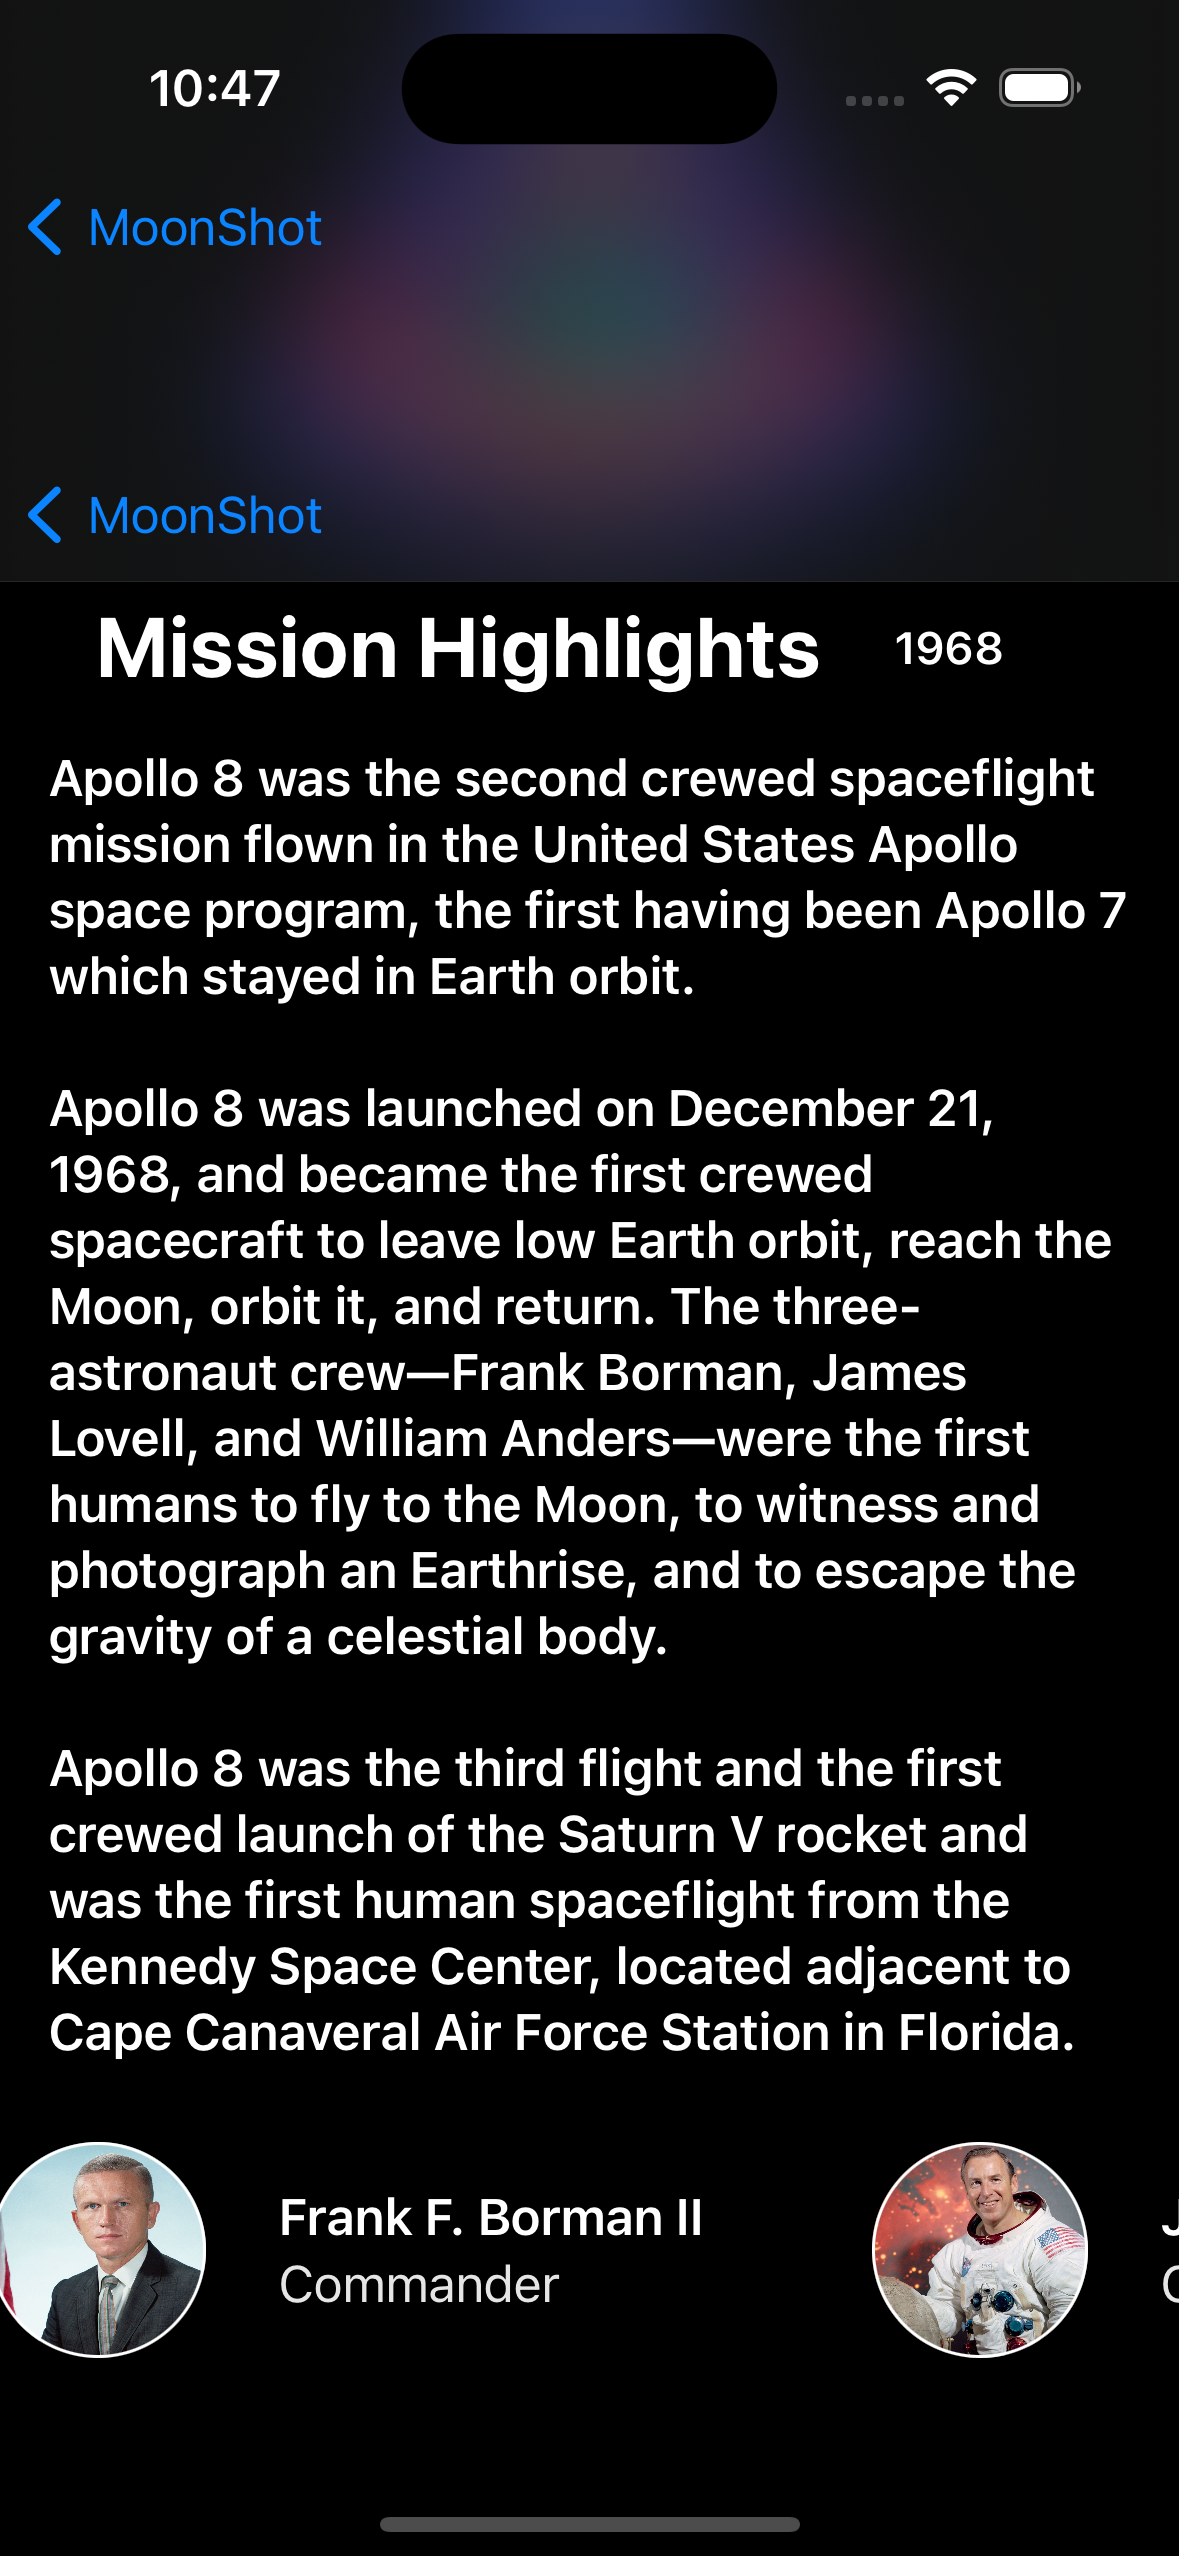 10:47
MoonShot
MoonShot
Mission Highlights 1968
Apollo 8 was the second crewed spaceflight
mission flown in the United States Apollo
space program, the first having been Apollo 7
which stayed in Earth orbit.
Apollo 8 was launched on December 21,
1968, and became the first crewed
spacecraft to leave low Earth orbit, reach the
Moon, orbit it, and return. The three-
astronaut crew—Frank Borman, James
Lovell, and William Anders—were the first
humans to fly to the Moon, to witness and
photograph an Earthrise, and to escape the
gravity of a celestial body.
Apollo 8 was the third flight and the first
crewed launch of the Saturn V rocket and
was the first human spaceflight from the
Kennedy Space Center, located adjacent to
Cape Canaveral Air Force Station in Florida.
Frank F. Borman II
Commander